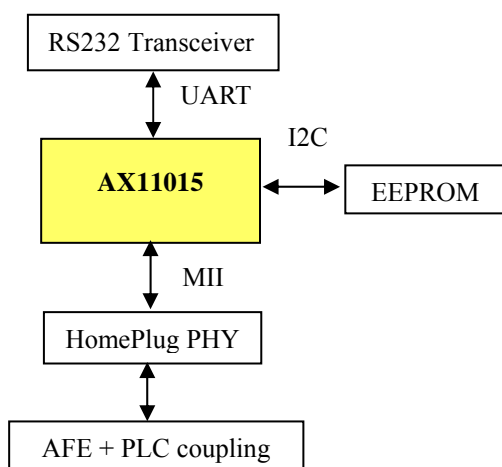 RS232 Transceiver
UART
I2C
AX11015
EEPROM
MII
HomePlug PHY
AFE + PLC coupling